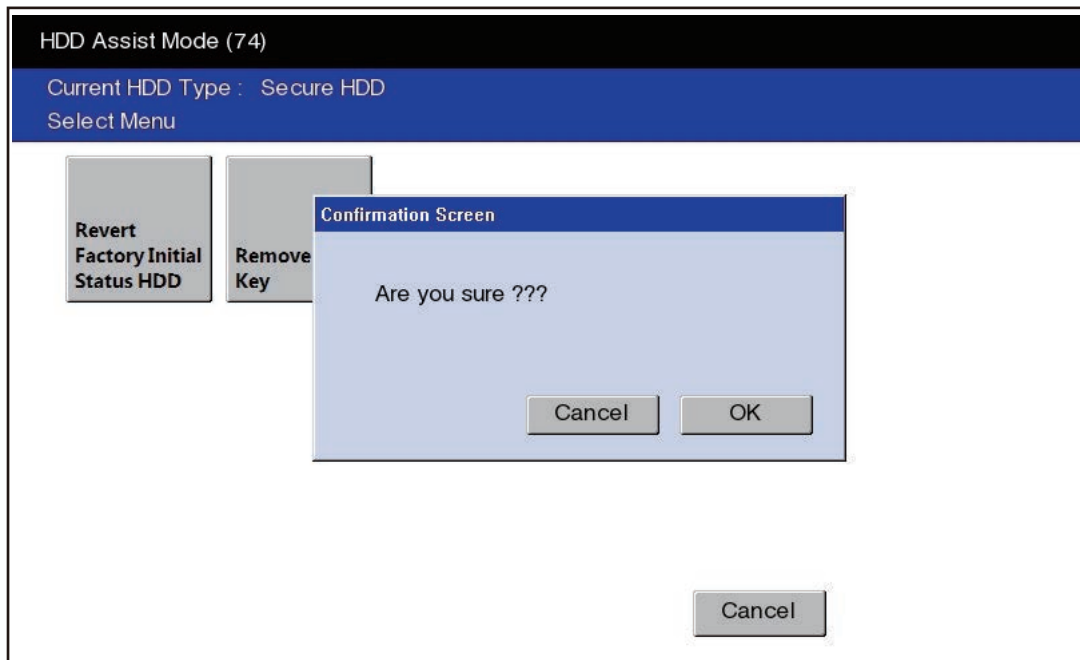 HDD Assist Mode (74)
Current HDD Type : Secure HDD
Select Menu
Revert
Factory Initial
Status HDD
Remove
Key
Confirmation Screen
Are you sure ???
Cancel
OK
Cancel